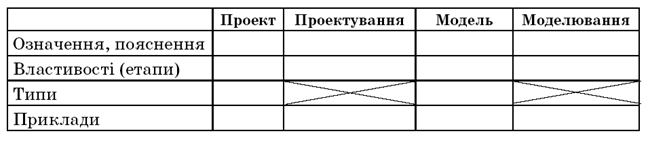 Проект Проектування Модель Моделювання
Означення, пояснення
Властивості (етапи)
Типи
Приклади